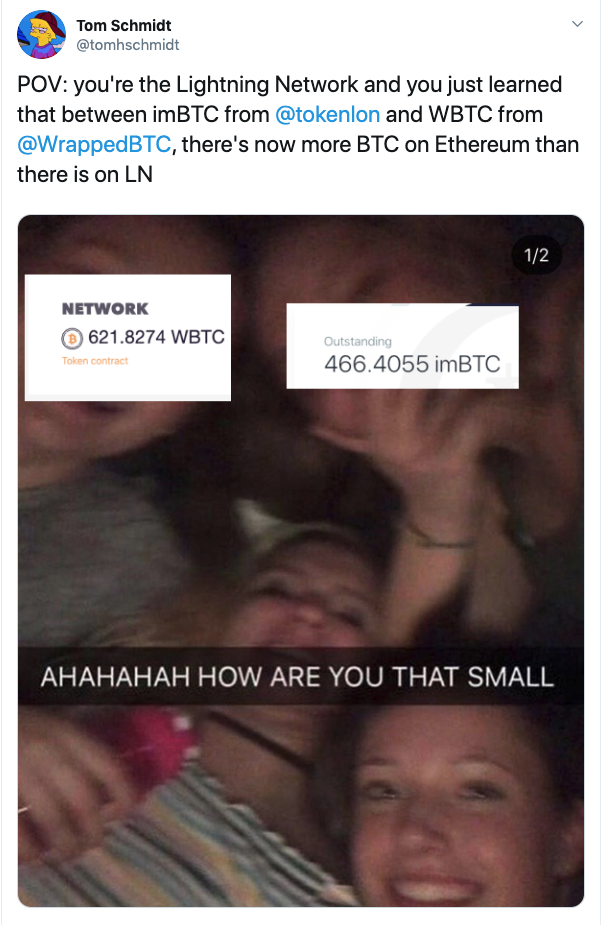 Tom Schmidt
@tomhschmidt
POV: you're the Lightning Network and you just learned
that between imBTC from @tokenlon and WBTC from
@WrappedBTC, there's now more BTC on Ethereum than
there is on LN
1/2
NETWORK
621.8274 WBTC
Token contract
Outstanding
466.4055 imBTC
AHAHAHAH HOW ARE YOU THAT SMALL